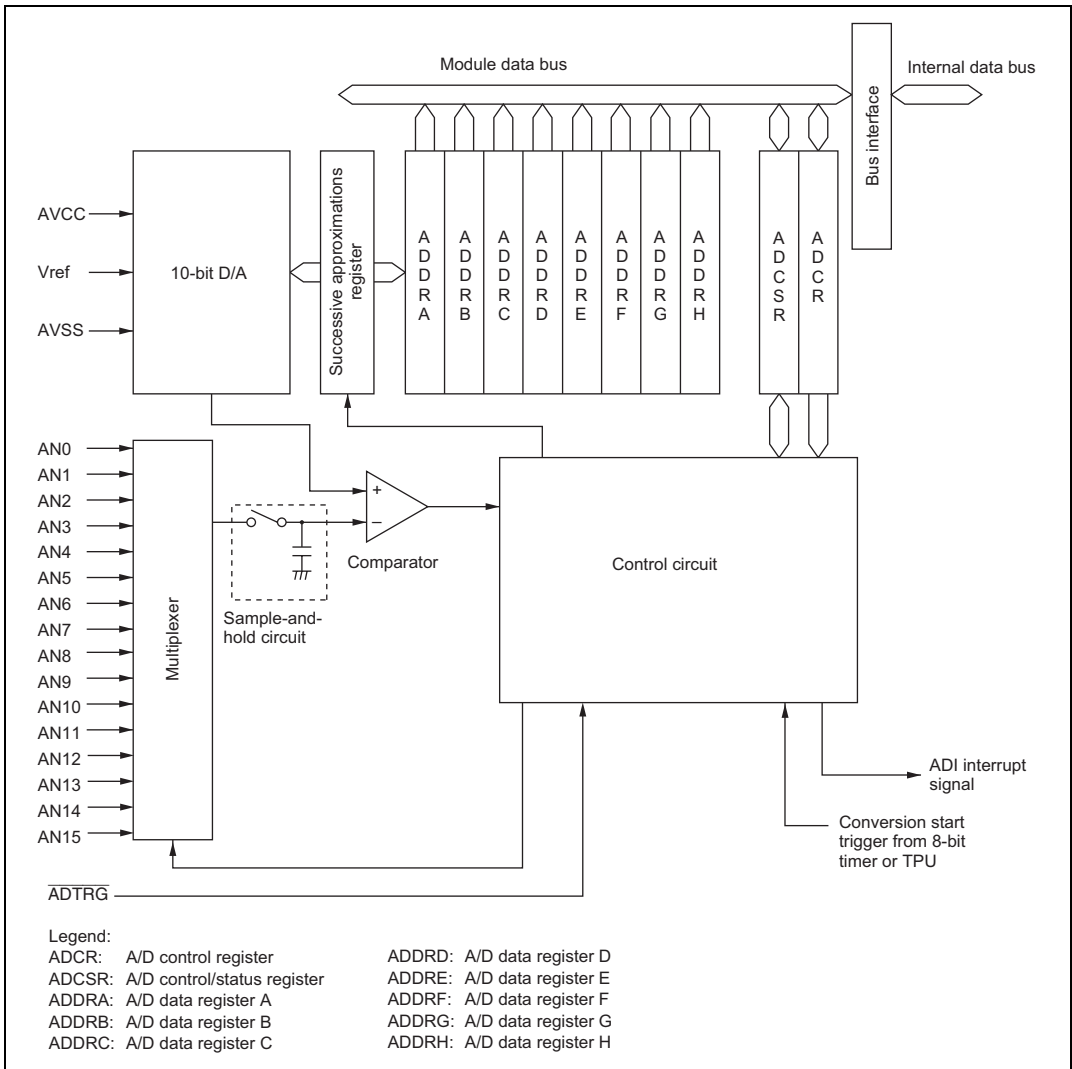 Module data bus
Internal data bus
Bus interface
AVCC
Vref
AVSS
10-bit D/A
Successive approximations
register
ADDRA
ADDRB
ADDRC
ADDRD
ADDRE
ADDRF
ADDRG
ADDRH
ADCSR
ADCR
AN0
AN1
AN2
AN3
AN4
AN5
AN6
AN7
AN8
AN9
AN10
AN11
AN12
AN13
AN14
AN15
Multiplexer
+
−
Comparator
Sample-and-
hold circuit
Control circuit
ADI interrupt
signal
Conversion start
trigger from 8-bit
timer or TPU
ADTRG
Legend:
ADCR: A/D control register
ADCSR: A/D control/status register
ADDRA: A/D data register A
ADDRB: A/D data register B
ADDRC: A/D data register C
ADDRD: A/D data register D
ADDRE: A/D data register E
ADDRF: A/D data register F
ADDRG: A/D data register G
ADDRH: A/D data register H